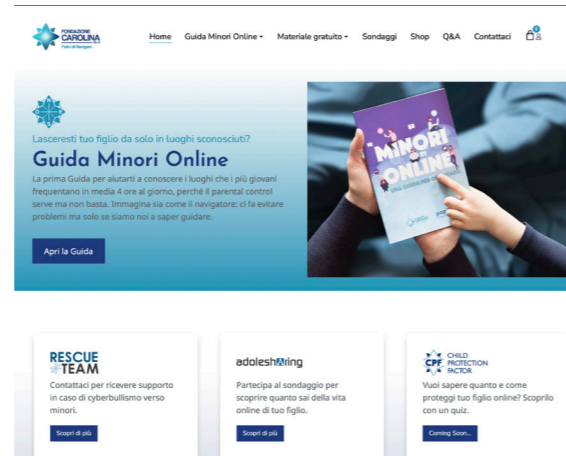 FONDAZIONE
CAROLINA
Felici di Navigare
Home Guida Minori Online Materiale gratuito Sondaggi Shop Q&A Contattaci
Lasceresti tuo figlio da solo in luoghi sconosciuti?
Guida Minori Online
La prima Guida per aiutarti a conoscere i luoghi che i più giovani
frequentano in media 4 ore al giorno, perché il parental control
serve ma non basta. Immagina sia come il navigatore: ci fa evitare
problemi ma solo se siamo noi a saper guidare.
Apri la Guida
MINORI
ONLINE
UNA GUIDA PER
RESCUE
TEAM
Contattaci per ricevere supporto
in caso di cyberbullismo verso
minori.
Scopri di più
adolesharing
Partecipa al sondaggio per
scoprire quanto sai della vita
online di tuo figlio.
Scopri di più
CPF CHILD
PROTECTION
FACTOR
Vuoi sapere quanto e come
proteggi tuo figlio online? Scoprilo
con un quiz.
Coming Soon...